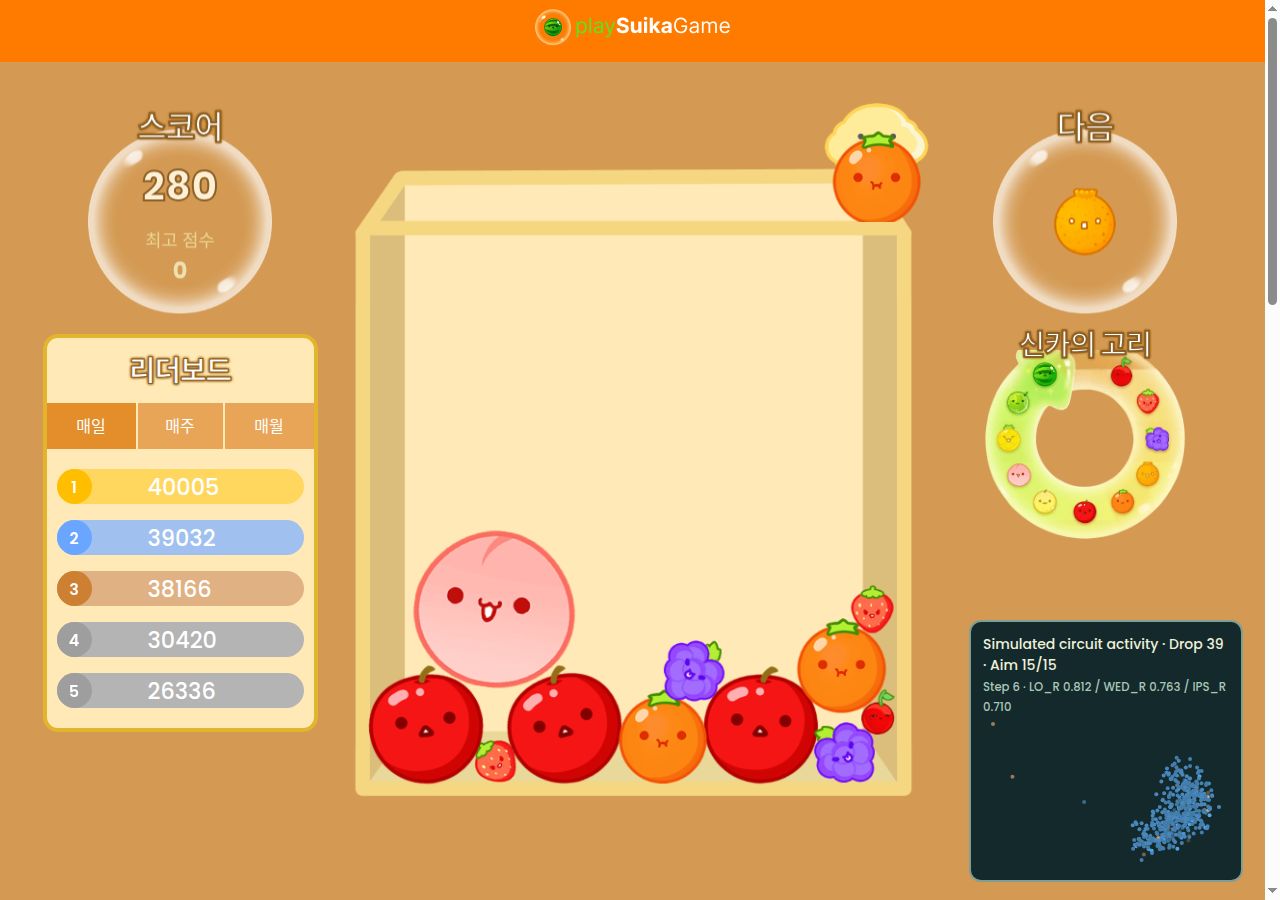 playSuikaGame
스코어
280
최고 점수
0
리더보드
매일 매주 매월
1 40005
2 39032
3 38166
4 30420
5 26336
다음
신카의 고리
Simulated circuit activity · Drop 39
· Aim 15/15
Step 6 · LO_R 0.812 / WED_R 0.763 / IPS_R
0.710